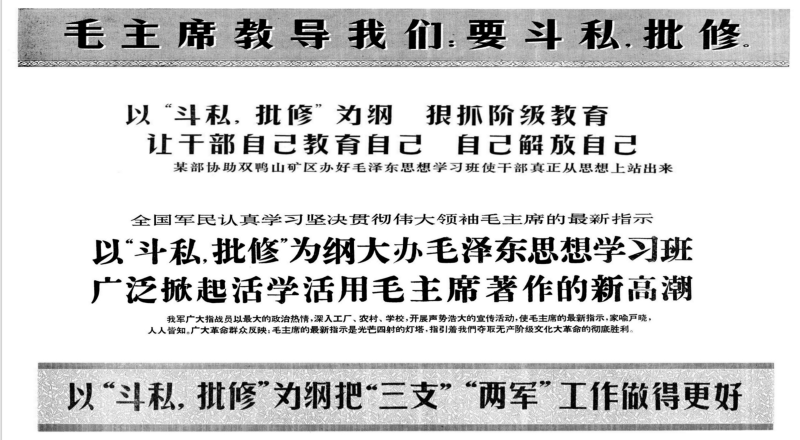 毛主席教导我们：要斗私，批修。
以“斗私，批修”为纲 狠抓阶级教育
让干部自己教育自己 自己解放自己
某部协助双鸭山矿区办好毛泽东思想学习班使干部真正从思想上站出来
全国军民认真学习坚决贯彻伟大领袖毛主席的最新指示
以“斗私，批修”为纲大办毛泽东思想学习班
广泛掀起活学活用毛主席著作的新高潮
我军广大指战员以最大的政治热情，深入工厂、农村、学校，开展声势浩大的宣传活动，使毛主席的最新指示，家喻户晓，
人人皆知。广大革命群众反映：毛主席的最新指示是光芒四射的灯塔，指引着我们夺取无产阶级文化大革命的彻底胜利。
以“斗私，批修”为纲把“三支”“两军”工作做得更好